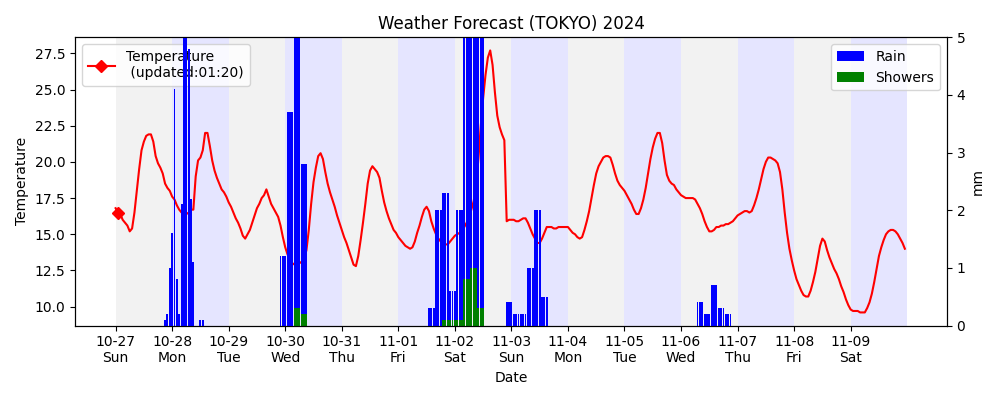 Weather Forecast (TOKYO) 2024
Temperature
(updated:01:20)
Rain
Showers
27.5
25.0
22.5
20.0
17.5
15.0
12.5
10.0
Temperature
5
4
3
2
1
0
mm
10-27 10-28 10-29 10-30 10-31 11-01 11-02 11-03 11-04 11-05 11-06 11-07 11-08 11-09
Sun Mon Tue Wed Thu Fri Sat Sun Mon Tue Wed Thu Fri Sat
Date